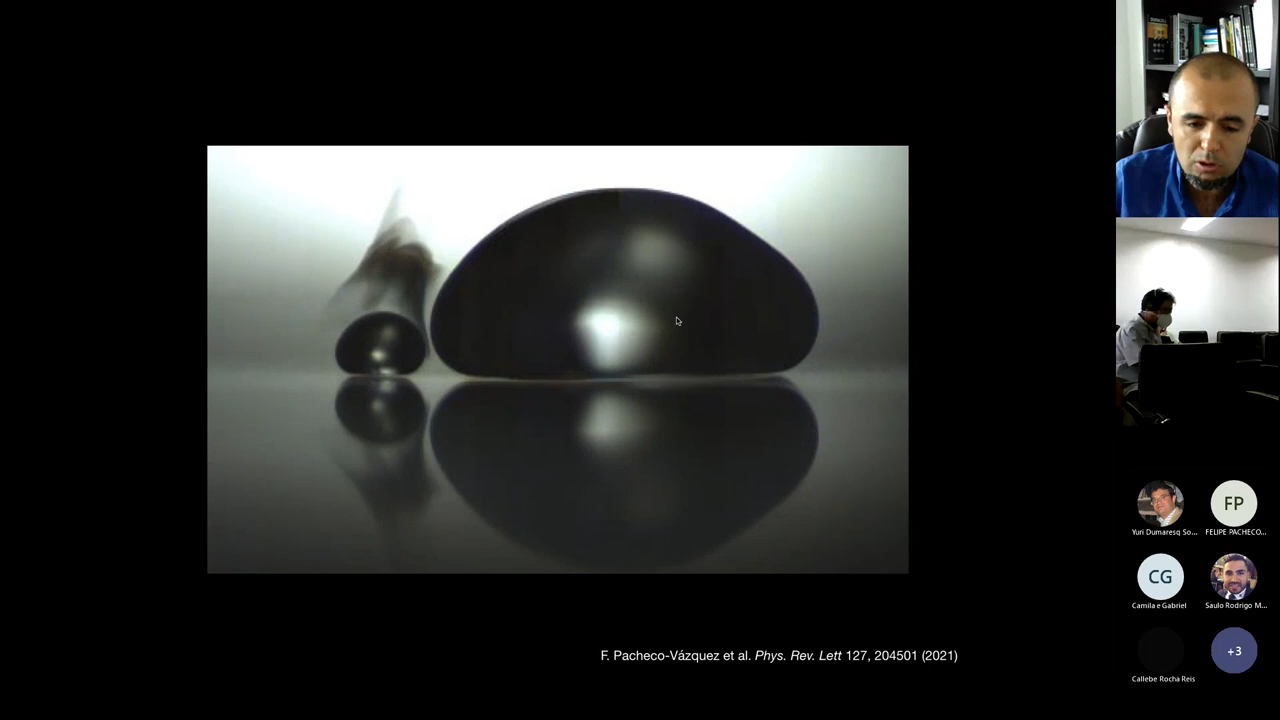 F. Pacheco-Vázquez et al. Phys. Rev. Lett 127, 204501 (2021)
Yuri Dumaresq So...
FP
FELIPE PACHECO...
CG
Camila e Gabriel
Saulo Rodrigo M...
Callebe Rocha Reis
+3